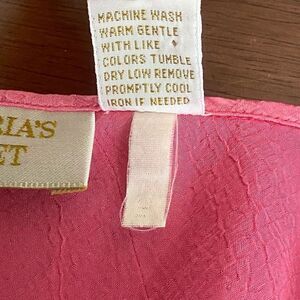 MACHINE WASH
WARM GENTLE
WITH LIKE
COLORS TUMBLE
DRY LOW REMOVE
PROMPTLY COOL
IRON IF NEEDED
RIA'S
ET